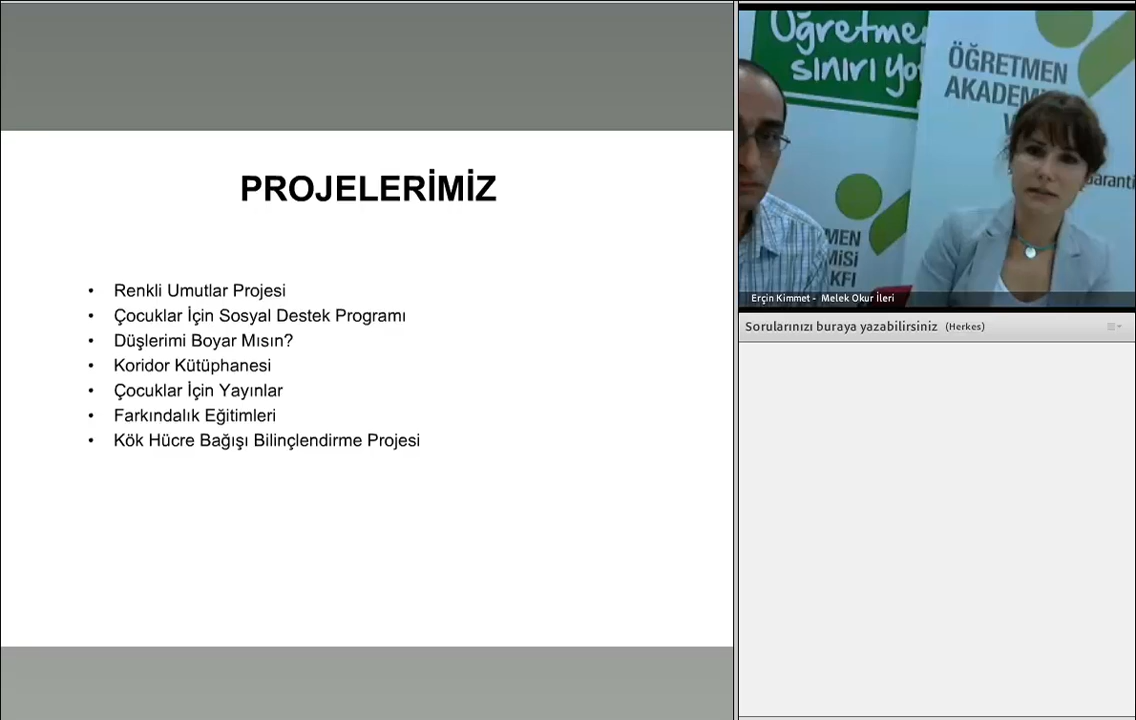 PROJELERİMİZ
• Renkli Umutlar Projesi
• Çocuklar İçin Sosyal Destek Programı
• Düşlerimi Boyar Mısın?
• Koridor Kütüphanesi
• Çocuklar İçin Yayınlar
• Farkındalık Eğitimleri
• Kök Hücre Bağışı Bilinçlendirme Projesi
Öğretme
sınırı yo
ÖĞRETMEN
AKADEM
V
Garanti
MEN
MİSİ
KFI
Erçin Kimmet - Melek Okur İleri
Sorularınızı buraya yazabilirsiniz (Herkes)